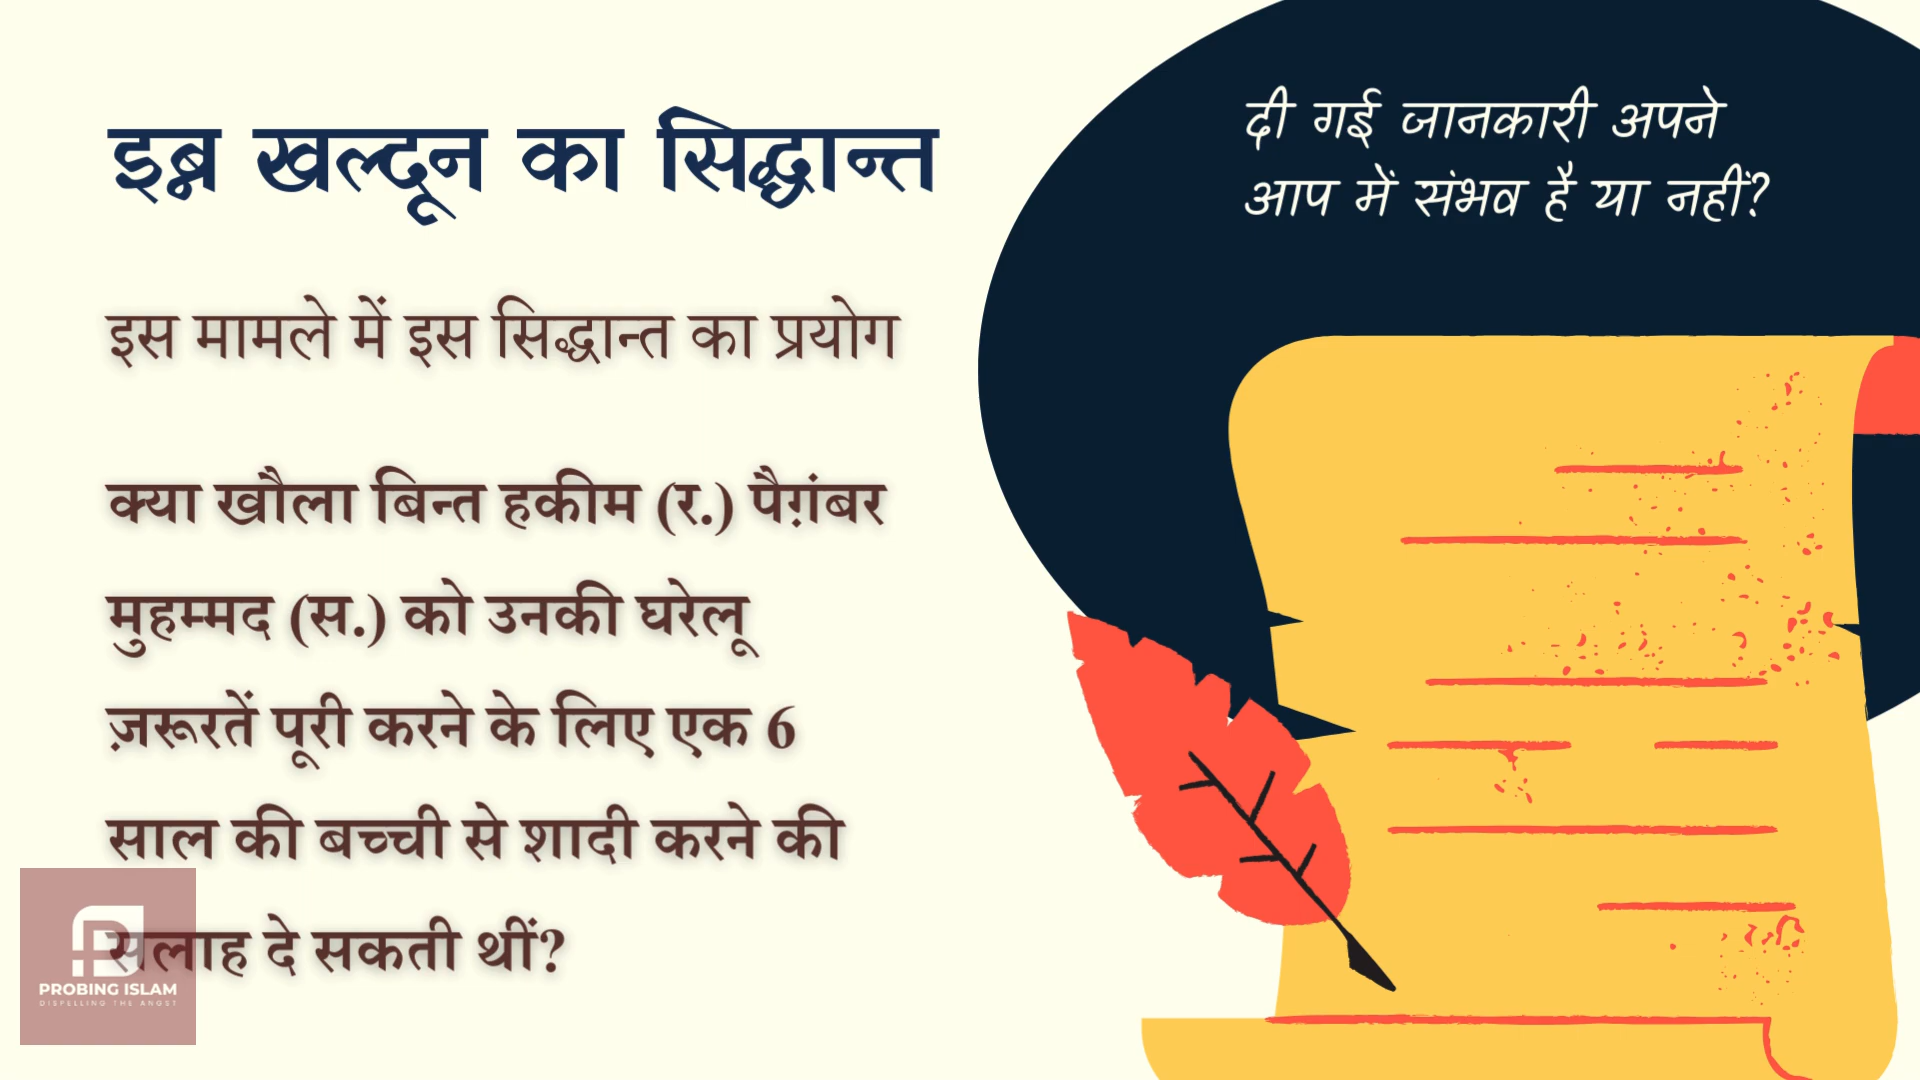 इब्न खल्दून का सिद्धान्त
इस मामले में इस सिद्धान्त का प्रयोग
क्या खौला बिन्त हकीम (र.) पैग़ंबर
मुहम्मद (स.) को उनकी घरेलू
ज़रूरतें पूरी करने के लिए एक 6
साल की बच्ची से शादी करने की
सलाह दे सकती थीं?
दी गई जानकारी अपने
आप में संभव है या नहीं?
PROBING ISLAM
DISPELLING THE ANGST